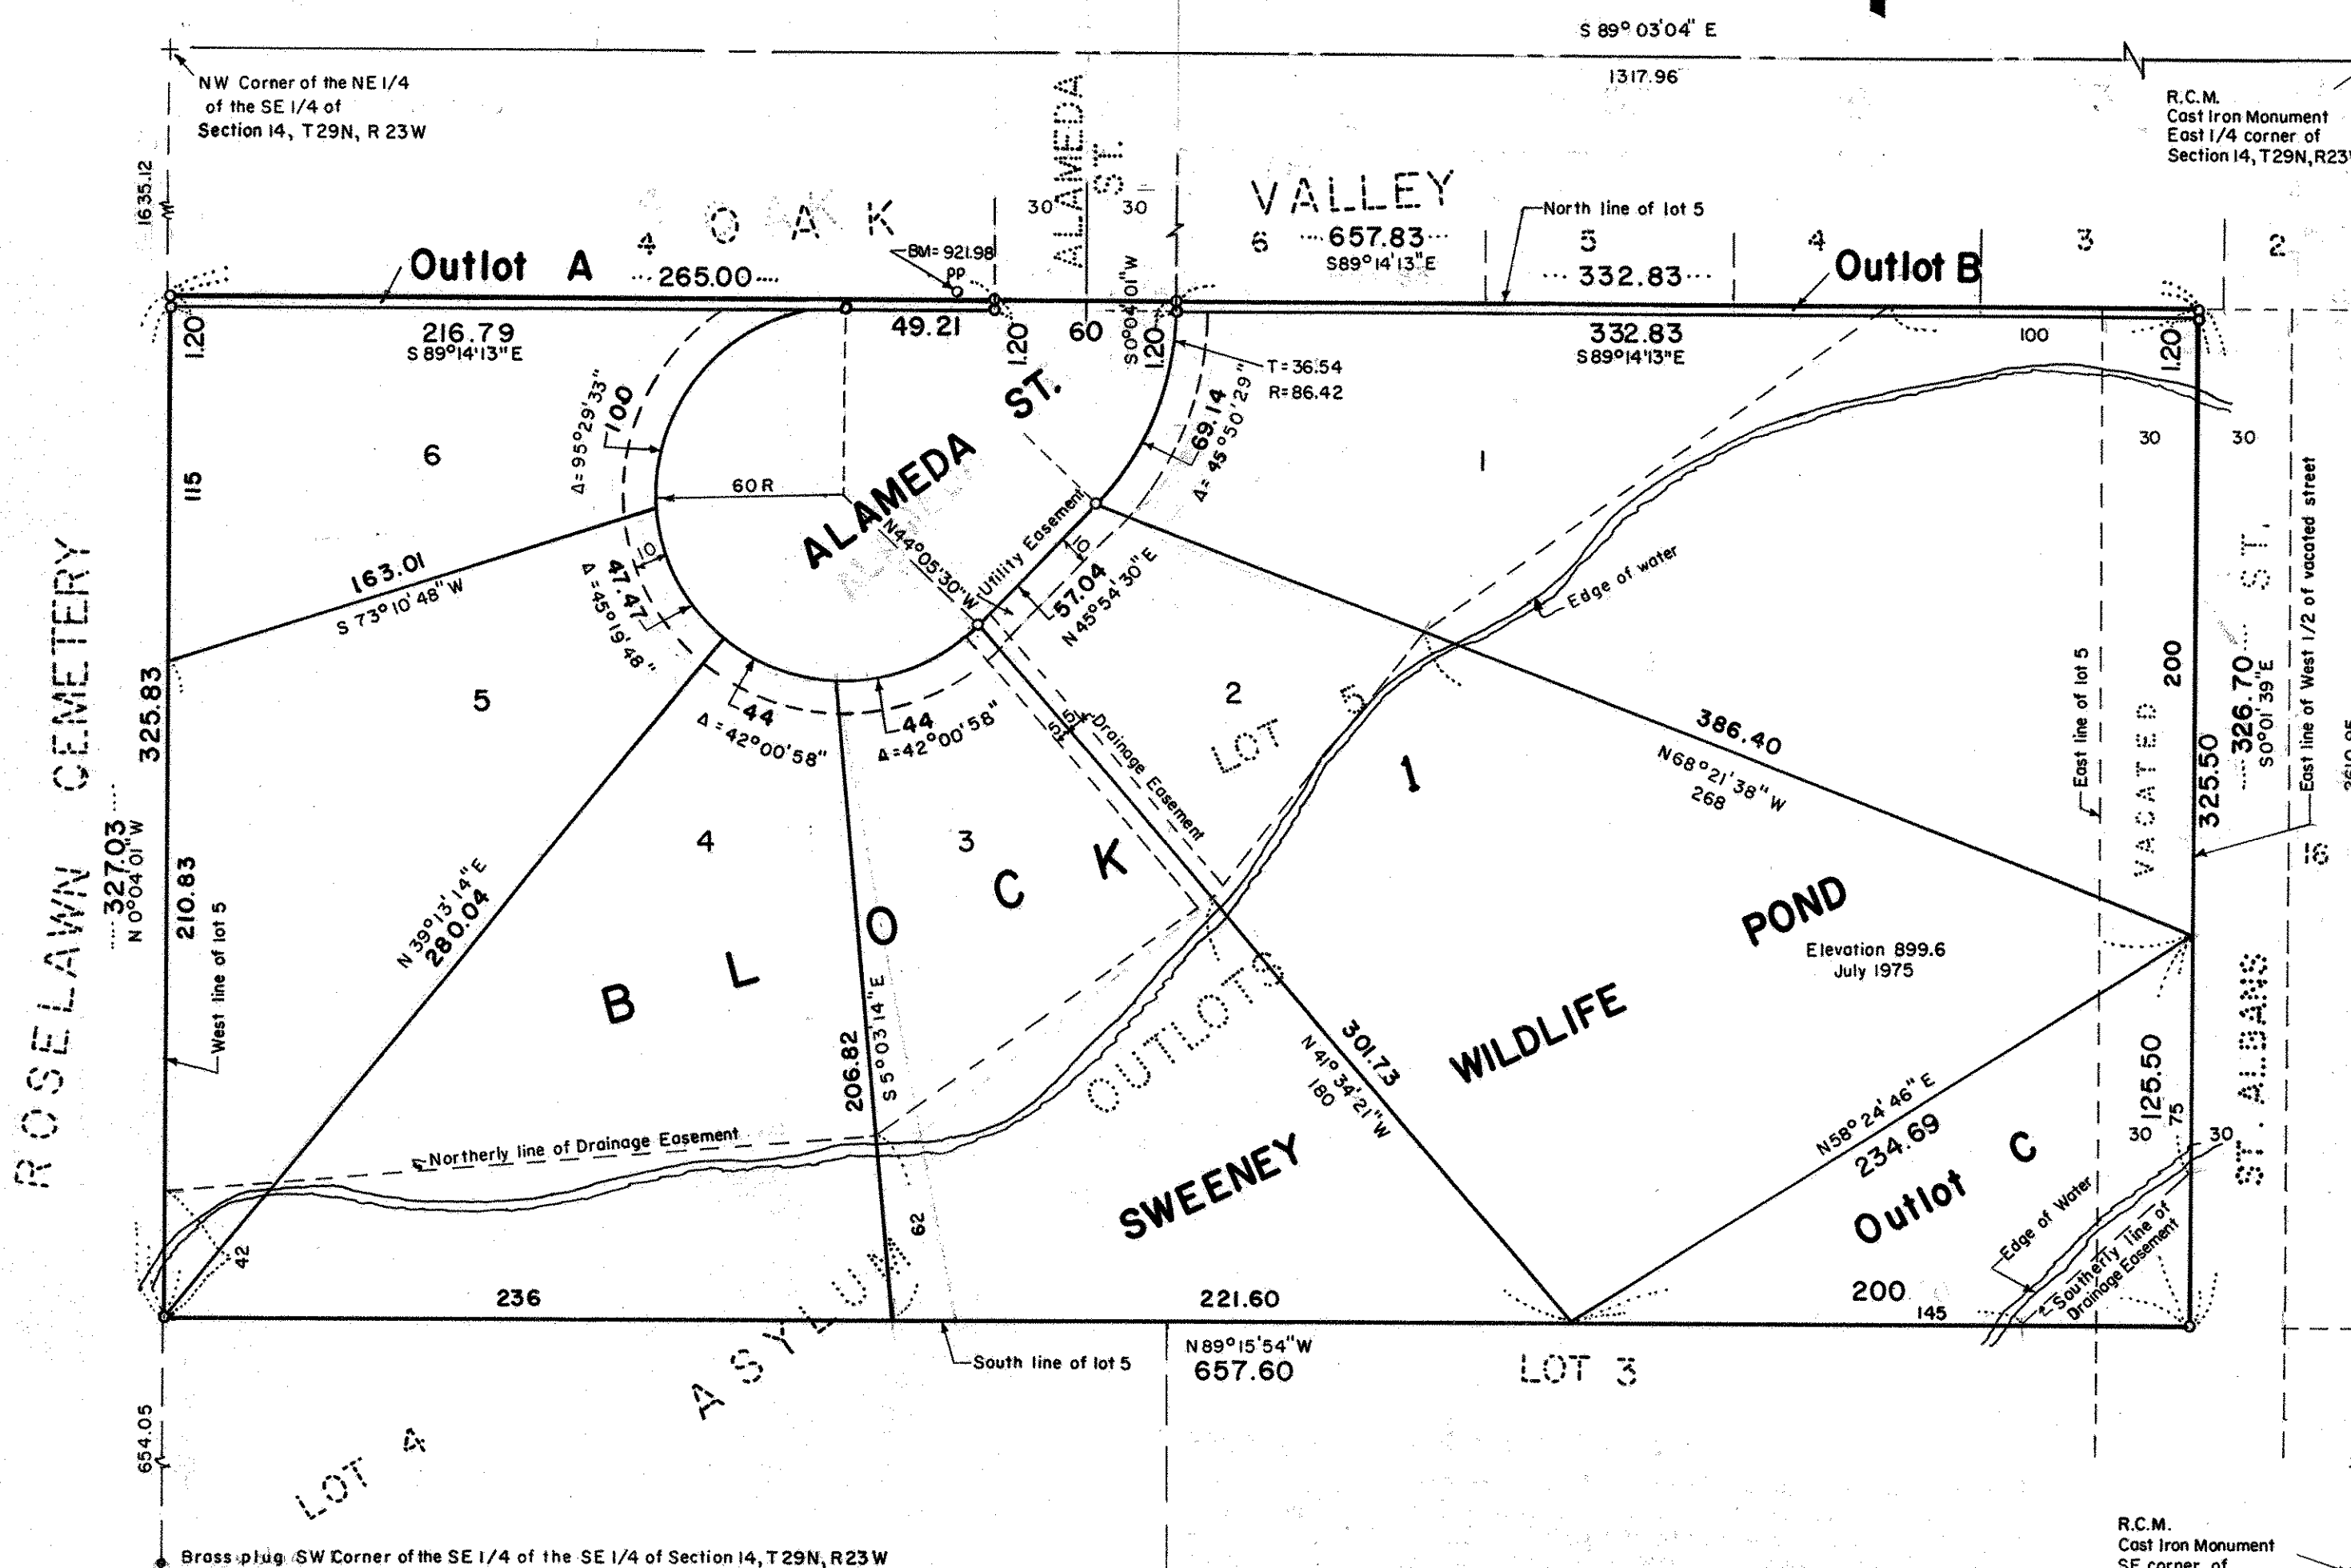 S 89° 03'04" E
1317.96
NW Corner of the NE 1/4
of the SE 1/4 of
Section 14, T29N, R 23W
R.C.M.
Cast Iron Monument
East 1/4 corner of
Section 14, T29N, R23
1635.12
4 OAK
ALAMEDA
ST.
30
30
VALLEY
North line of lot 5
6
657.83
S89°14'13"E
5
332.83
4
3
2
Outlot A
265.00
BM=921.98
PP
Outlot B
S0°04'01"W
1.20
216.79
S 89°14'13"E
49.21
1.20
60
1.20
332.83
S89°14'13"E
100
1.20
T=36.54
R=86.42
Δ=95°29'33"
100
ALAMEDA ST.
69.14
Δ=45°50'29"
30
30
6
1
115
60 R
N44°05'30"W
Utility Easement
10
57.04
N45°54'30"E
Edge of water
163.01
S 73°10'48" W
10
47.47
Δ=45°19'48"
ROSELAWN CEMETERY
44
Δ=42°00'58"
44
Δ=42°00'58"
5
5
5
Drainage Easement
2
LOT 5
386.40
N68°21'38" W
268
East line of lot 5
200
VACATED
ST. ALBANS ST.
326.70
S0°01'39"E
East line of West 1/2 of vacated street
325.50
16
325.83
327.03
N 0°04'01"W
210.83
West line of lot 5
4
3
BLOCK 1
N 39°13'14"E
280.04
206.82
S 5°03'14"E
OUTLOTS
SWEENEY WILDLIFE POND
Elevation 899.6
July 1975
301.73
N 41°34'21"W
180
N58°24'46" E
234.69
125.50
75
30
30
Outlot C
Edge of Water
Southerly line of
Drainage Easement
Northerly line of Drainage Easement
42
62
236
221.60
200
145
South line of lot 5
N89°15'54"W
657.60
LOT 3
ASYLUM
LOT 4
654.05
Brass plug SW Corner of the SE 1/4 of the SE 1/4 of Section 14, T29N, R23W
R.C.M.
Cast Iron Monument
SE corner of